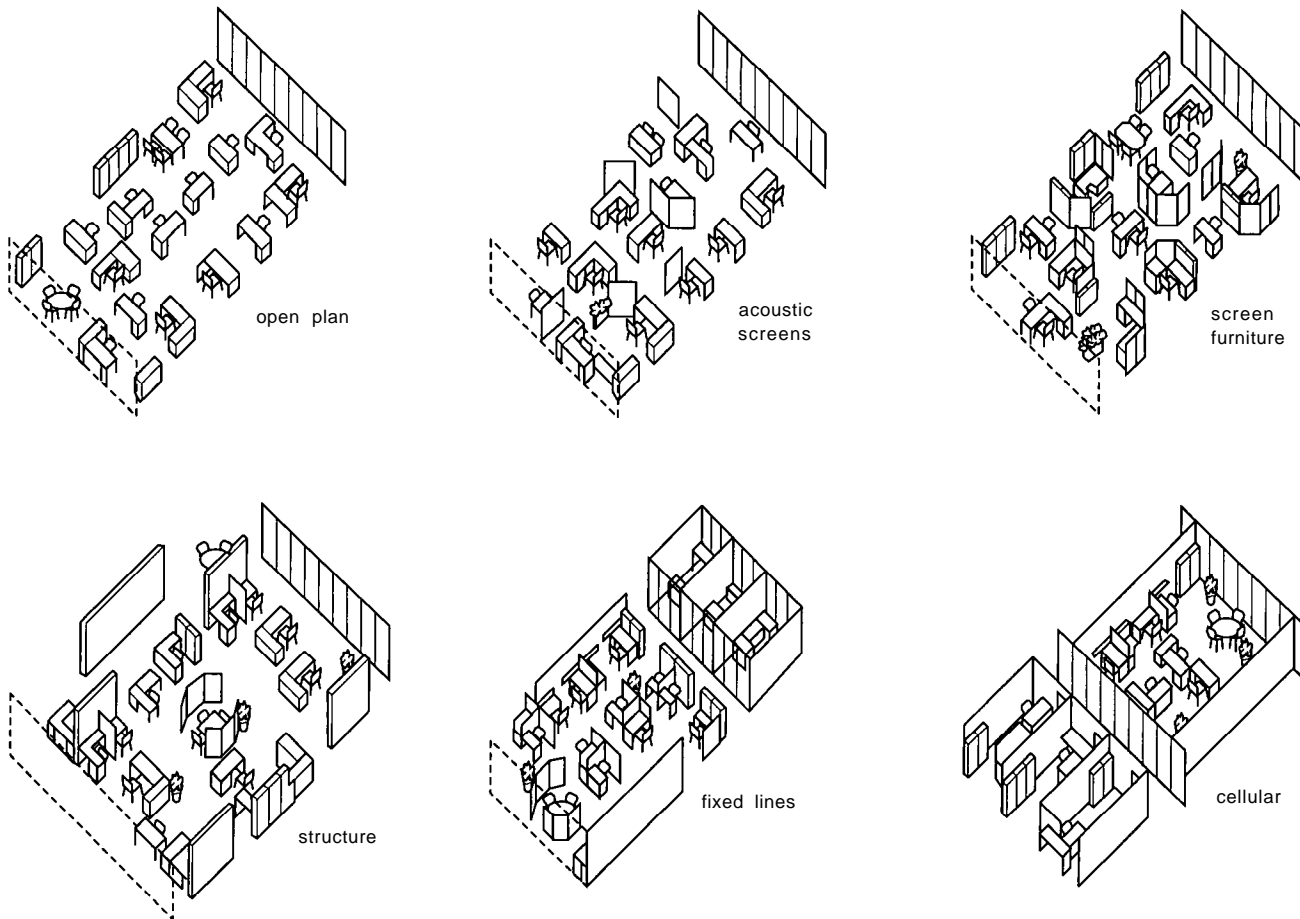 open plan
acoustic
screens
screen
furniture
structure
fixed lines
cellular